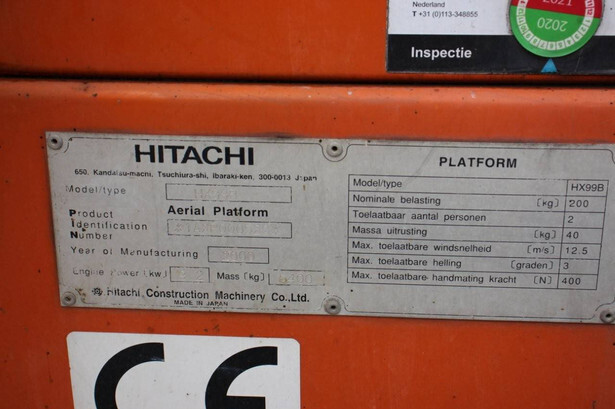 Nederland
T +31 (0)113-348855
Inspectie
2021
2020
HITACHI
650, Kandatsu-machi, Tsuchiura-shi, Ibaraki-ken, 300-0013 Japan
Model/type
Product Aerial Platform
Identification
Number
Year of Manufacturing 2000
Engine Power(kw) Mass(kg)
Hitachi Construction Machinery Co.,Ltd.
MADE IN JAPAN
PLATFORM
Model/type HX99B
Nominale belasting (kg) 200
Toelaatbaar aantal personen 2
Massa uitrusting (kg) 40
Max. toelaatbare windsnelheid (m/s) 12.5
Max. toelaatbare helling (graden) 3
Max. toelaatbare handmating kracht (N) 400
CE